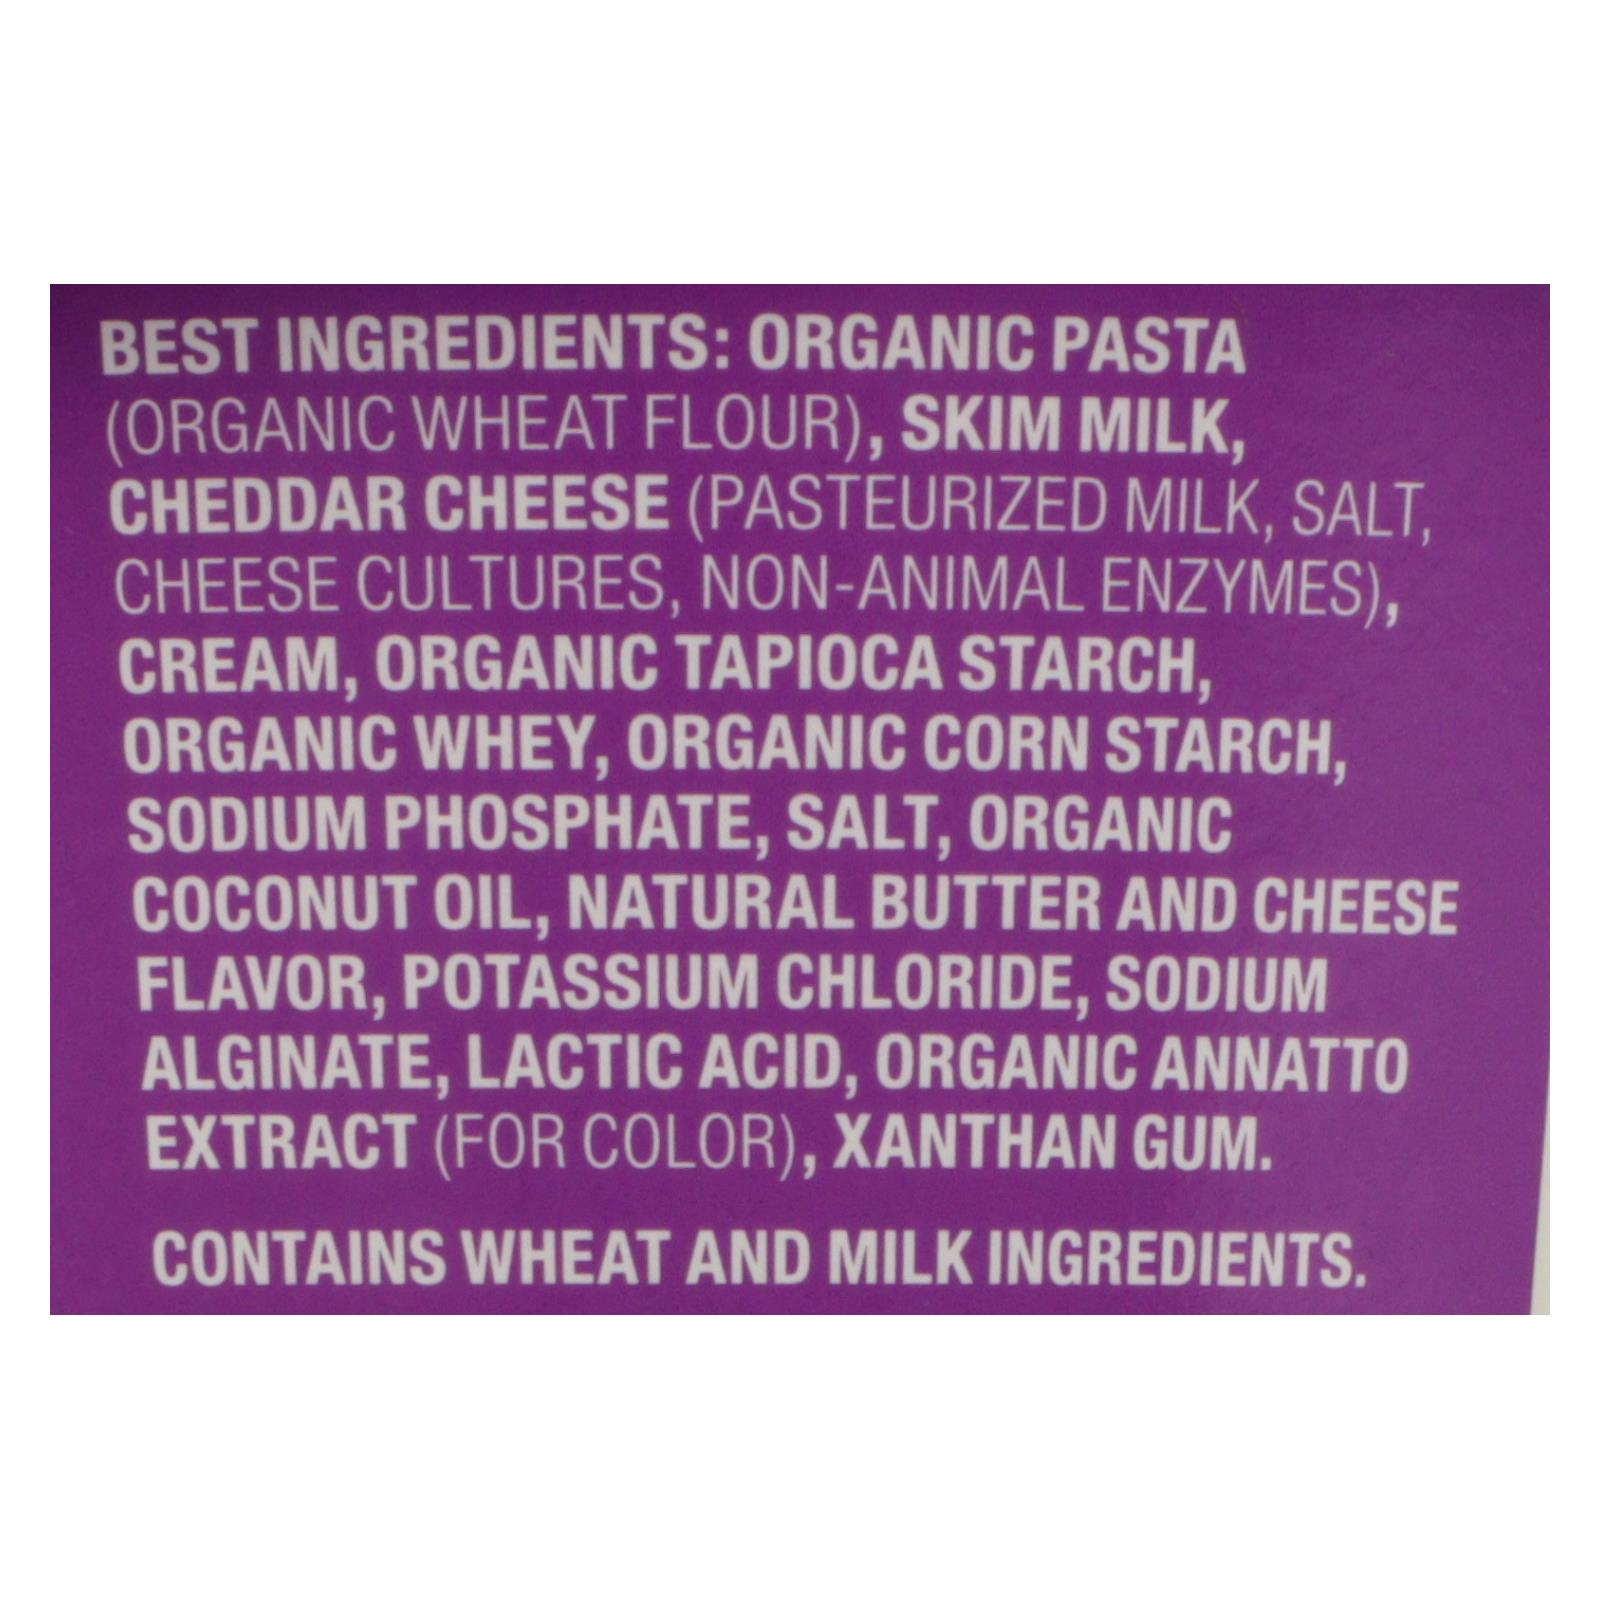 BEST INGREDIENTS: ORGANIC PASTA
(ORGANIC WHEAT FLOUR), SKIM MILK,
CHEDDAR CHEESE (PASTEURIZED MILK, SALT,
CHEESE CULTURES, NON-ANIMAL ENZYMES),
CREAM, ORGANIC TAPIOCA STARCH,
ORGANIC WHEY, ORGANIC CORN STARCH,
SODIUM PHOSPHATE, SALT, ORGANIC
COCONUT OIL, NATURAL BUTTER AND CHEESE
FLAVOR, POTASSIUM CHLORIDE, SODIUM
ALGINATE, LACTIC ACID, ORGANIC ANNATTO
EXTRACT (FOR COLOR), XANTHAN GUM.
CONTAINS WHEAT AND MILK INGREDIENTS.